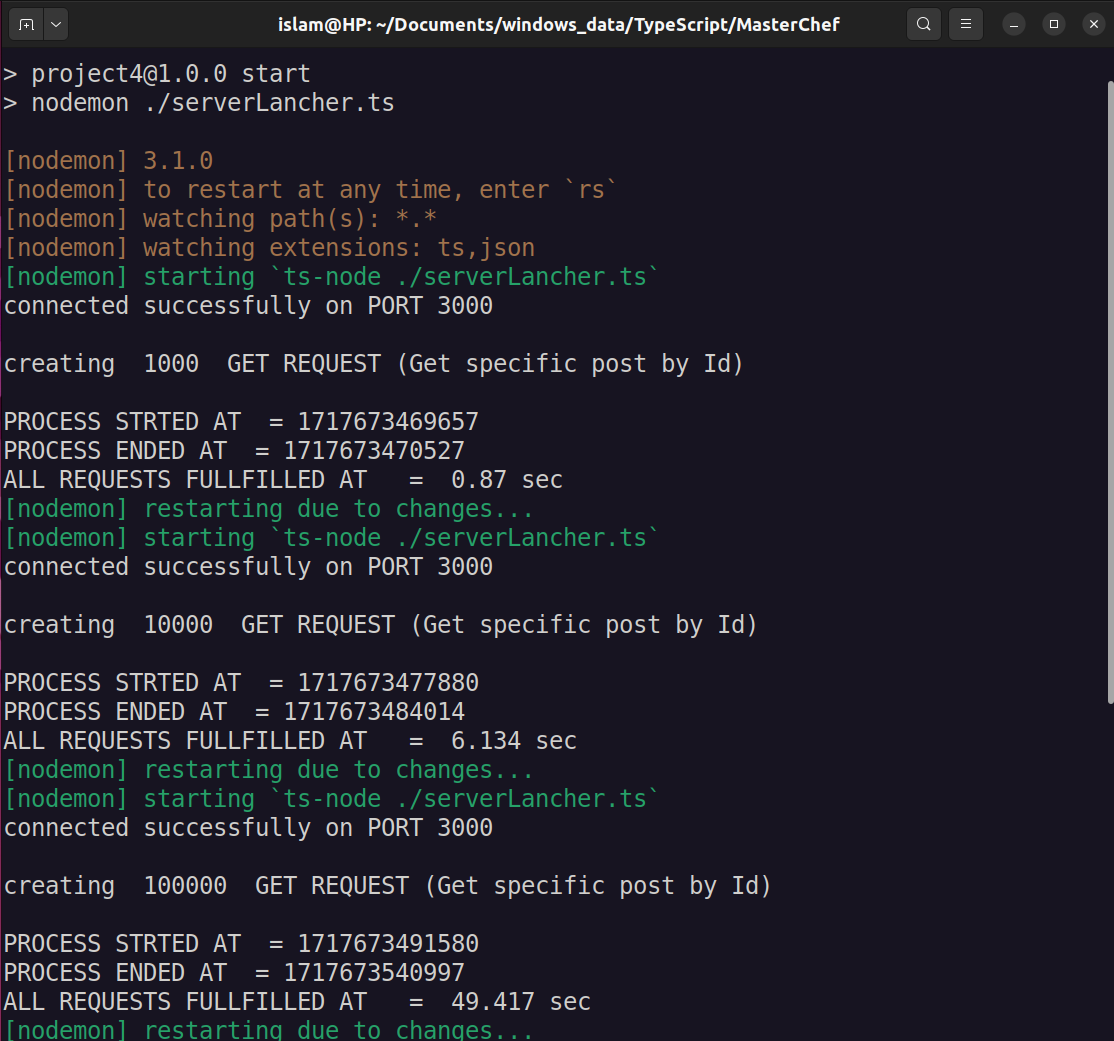 islam@HP: ~/Documents/windows_data/TypeScript/MasterChef
> project4@1.0.0 start
> nodemon ./serverLancher.ts
[nodemon] 3.1.0
[nodemon] to restart at any time, enter `rs`
[nodemon] watching path(s): *.*
[nodemon] watching extensions: ts,json
[nodemon] starting `ts-node ./serverLancher.ts`
connected successfully on PORT 3000
creating  1000  GET REQUEST (Get specific post by Id)
PROCESS STRTED AT  = 1717673469657
PROCESS ENDED AT  = 1717673470527
ALL REQUESTS FULLFILLED AT   =  0.87 sec
[nodemon] restarting due to changes...
[nodemon] starting `ts-node ./serverLancher.ts`
connected successfully on PORT 3000
creating  10000  GET REQUEST (Get specific post by Id)
PROCESS STRTED AT  = 1717673477880
PROCESS ENDED AT  = 1717673484014
ALL REQUESTS FULLFILLED AT   =  6.134 sec
[nodemon] restarting due to changes...
[nodemon] starting `ts-node ./serverLancher.ts`
connected successfully on PORT 3000
creating  100000  GET REQUEST (Get specific post by Id)
PROCESS STRTED AT  = 1717673491580
PROCESS ENDED AT  = 1717673540997
ALL REQUESTS FULLFILLED AT   =  49.417 sec
[nodemon] restarting due to changes...